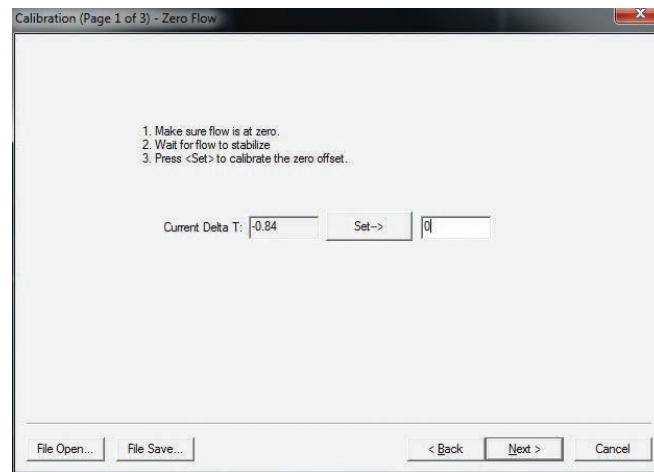 Calibration (Page 1 of 3) - Zero Flow
1. Make sure flow is at zero.
2. Wait for flow to stabilize
3. Press <Set> to calibrate the zero offset.
Current Delta T: -0.84 Set--> 0
File Open... File Save... < Back Next > Cancel